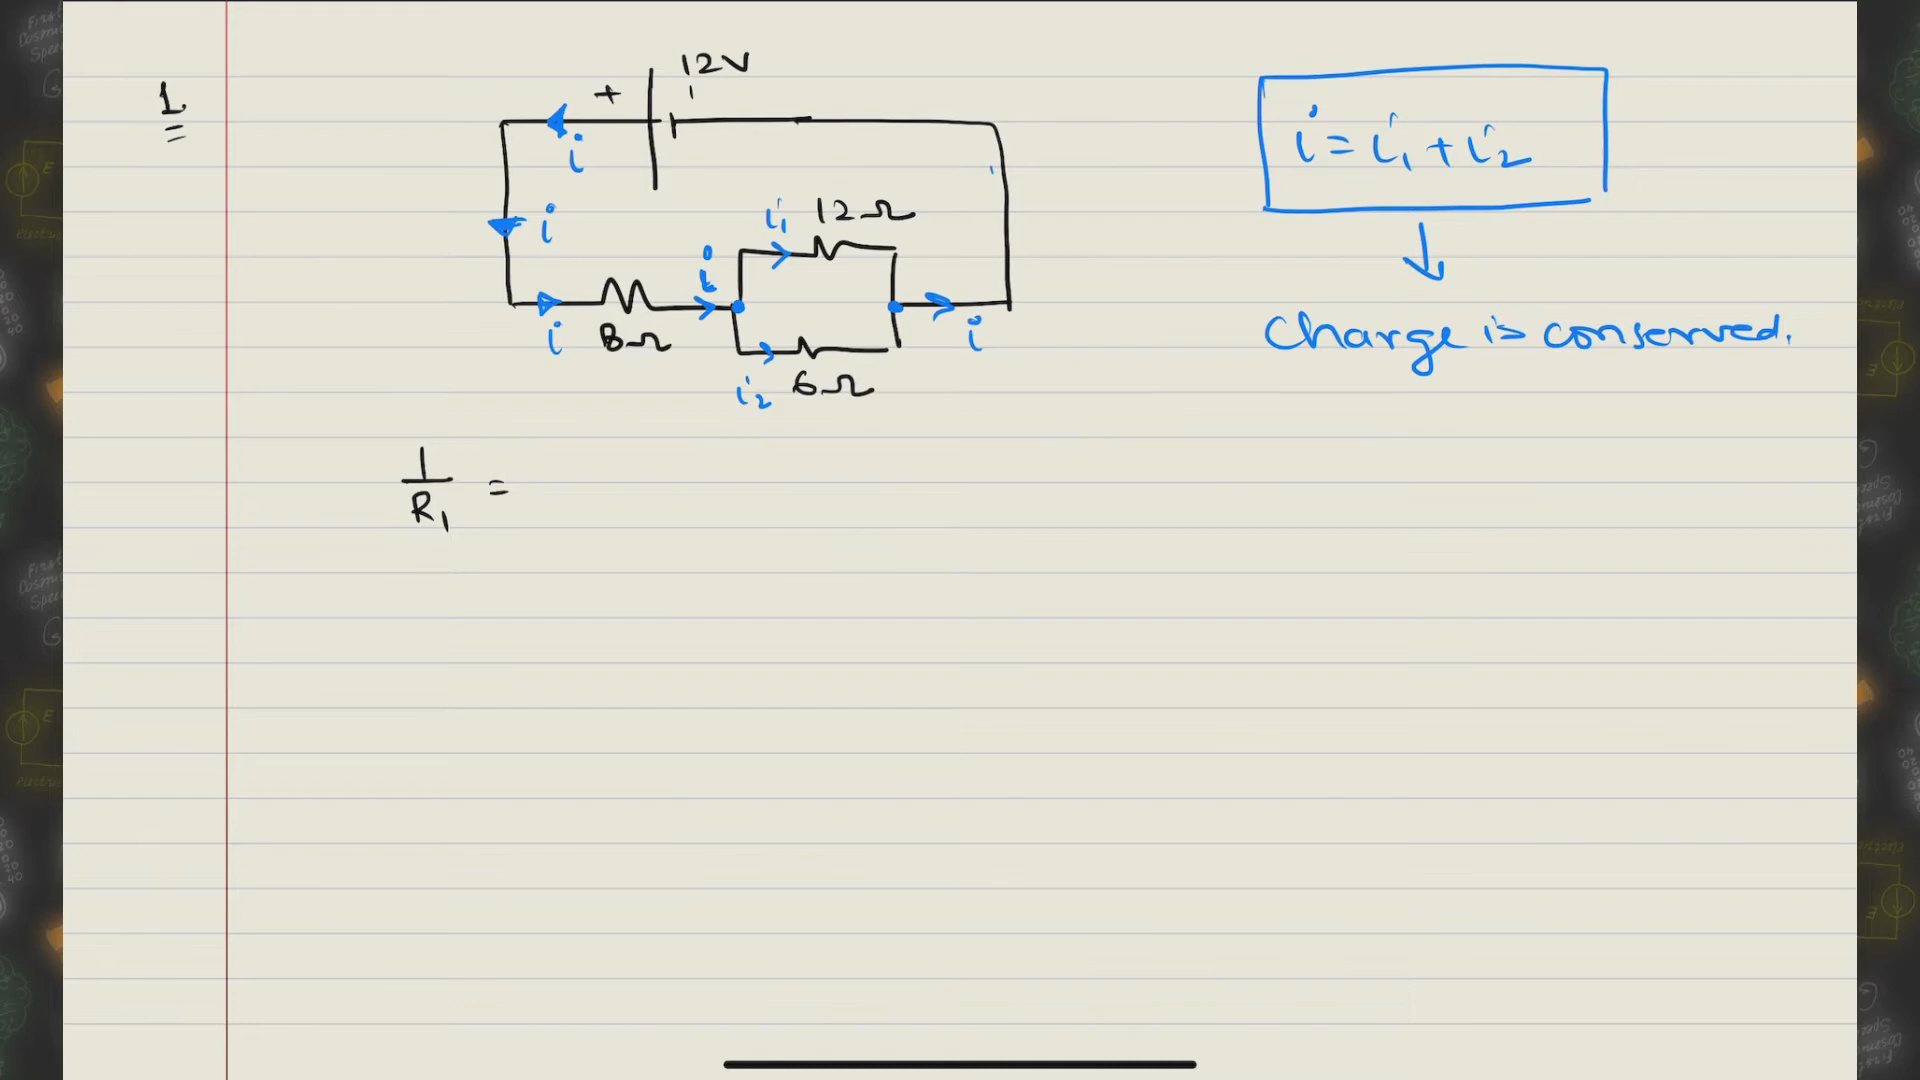 1.
12V
+
i
i
i₁ 12Ω
i
i 8Ω
i
i₂ 6Ω
i = i₁ + i₂
↓
Charge is conserved.
1/R₁ =